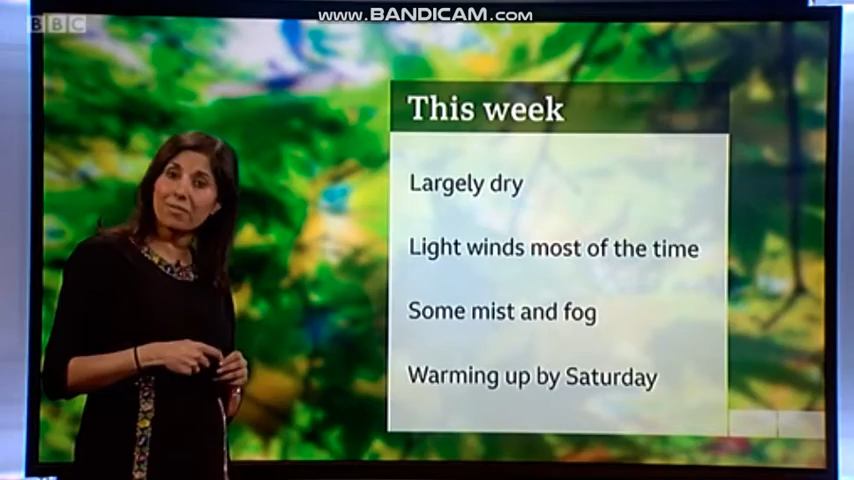 www.BANDICAM.com
BBC
This week
Largely dry
Light winds most of the time
Some mist and fog
Warming up by Saturday